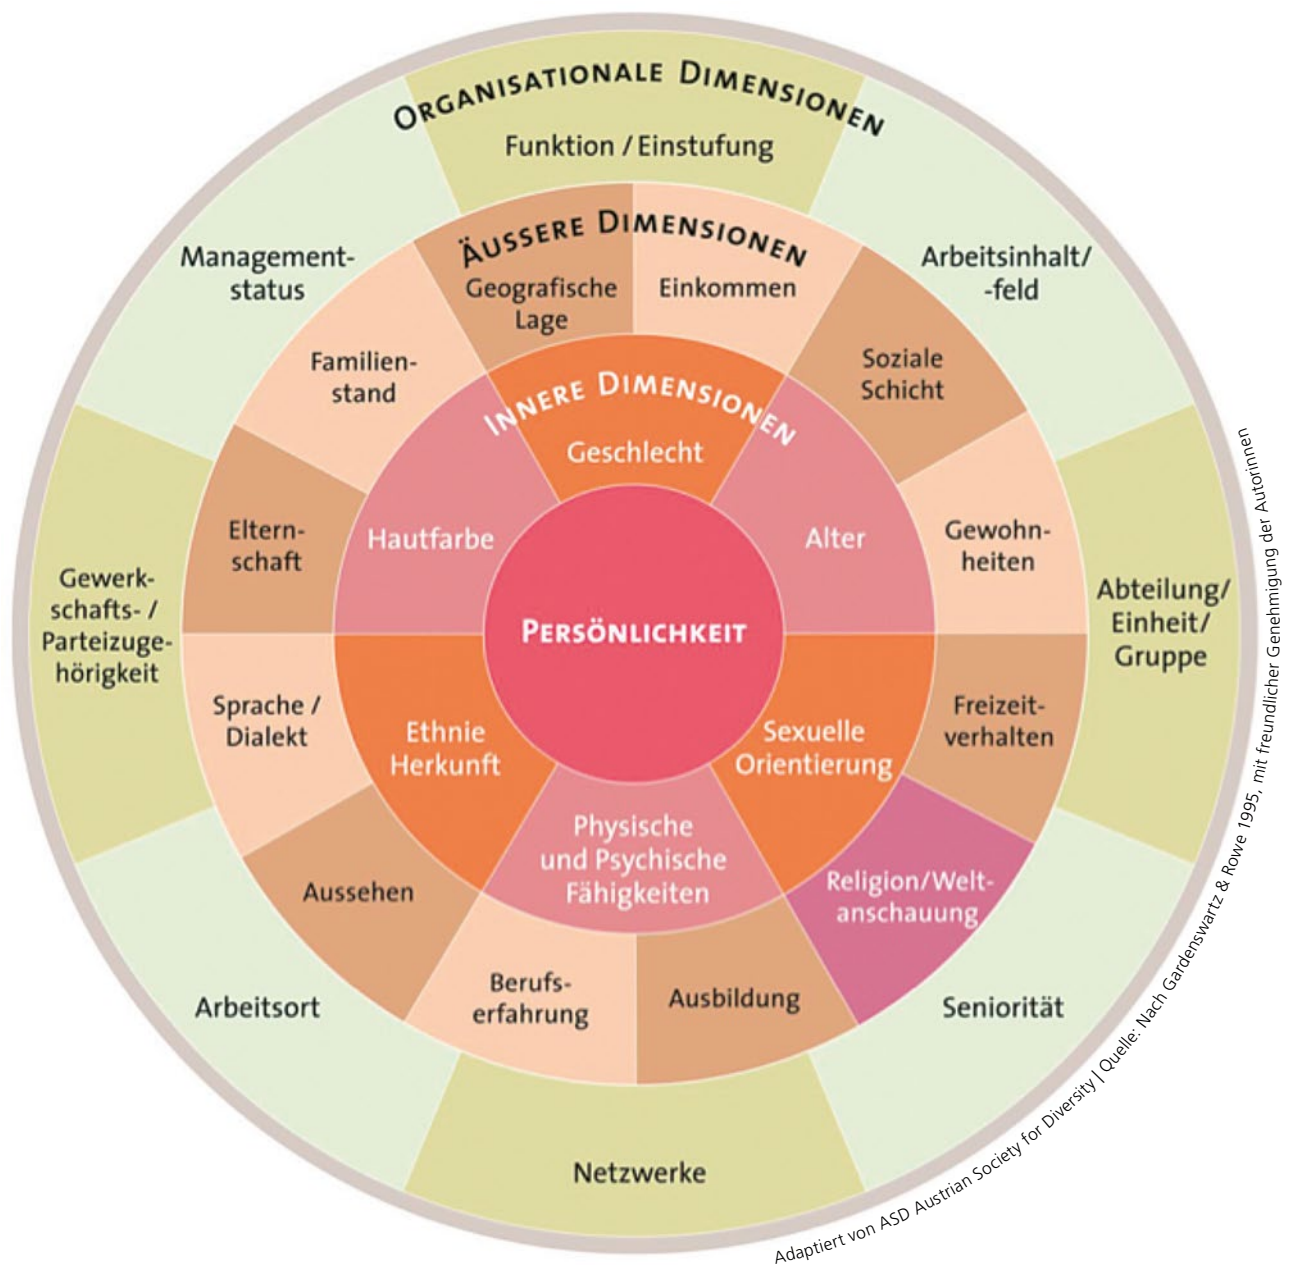 ORGANISATIONALE DIMENSIONEN
Funktion / Einstufung
Arbeitsinhalt/
-feld
Abteilung/
Einheit/
Gruppe
Seniorität
Netzwerke
Arbeitsort
Gewerk-
schafts- /
Parteizuge-
hörigkeit
Management-
status
ÄUSSERE DIMENSIONEN
Geografische
Lage
Einkommen
Soziale
Schicht
Gewohn-
heiten
Freizeit-
verhalten
Religion/Welt-
anschauung
Ausbildung
Berufs-
erfahrung
Aussehen
Sprache /
Dialekt
Eltern-
schaft
Familien-
stand
INNERE DIMENSIONEN
Geschlecht
Alter
Sexuelle
Orientierung
Physische
und Psychische
Fähigkeiten
Ethnie
Herkunft
Hautfarbe
PERSÖNLICHKEIT
Adaptiert von ASD Austrian Society for Diversity | Quelle: Nach Gardenswartz & Rowe 1995, mit freundlicher Genehmigung der Autorinnen